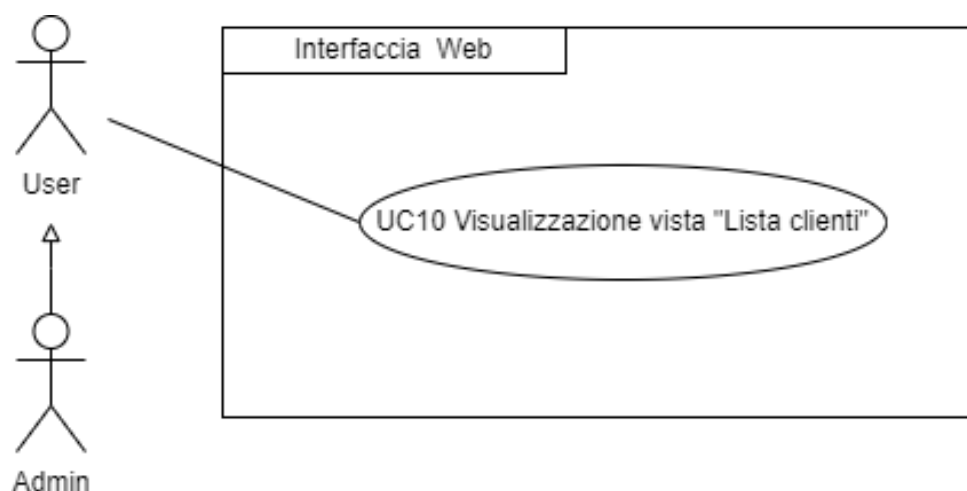 Interfaccia Web
User
UC10 Visualizzazione vista "Lista clienti"
Admin